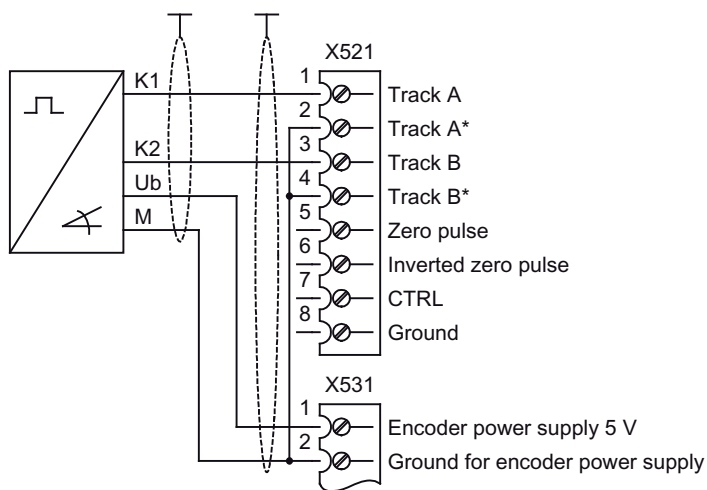 X521
K1
1
Track A
2
Track A*
K2
3
Track B
Ub
4
Track B*
M
5
Zero pulse
6
Inverted zero pulse
7
CTRL
8
Ground
X531
1
Encoder power supply 5 V
2
Ground for encoder power supply